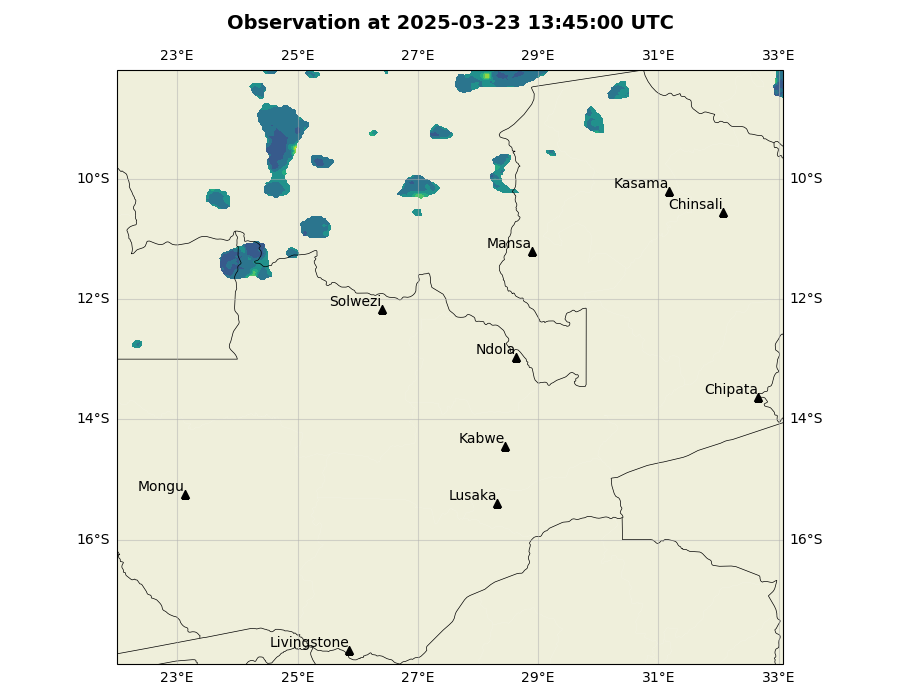 Observation at 2025-03-23 13:45:00 UTC
23°E 25°E 27°E 29°E 31°E 33°E
10°S Kasama 10°S
Chinsali
Mansa
12°S 12°S
Solwezi
Ndola
Chipata
14°S 14°S
Kabwe
Mongu
Lusaka
16°S 16°S
Livingstone
23°E 25°E 27°E 29°E 31°E 33°E